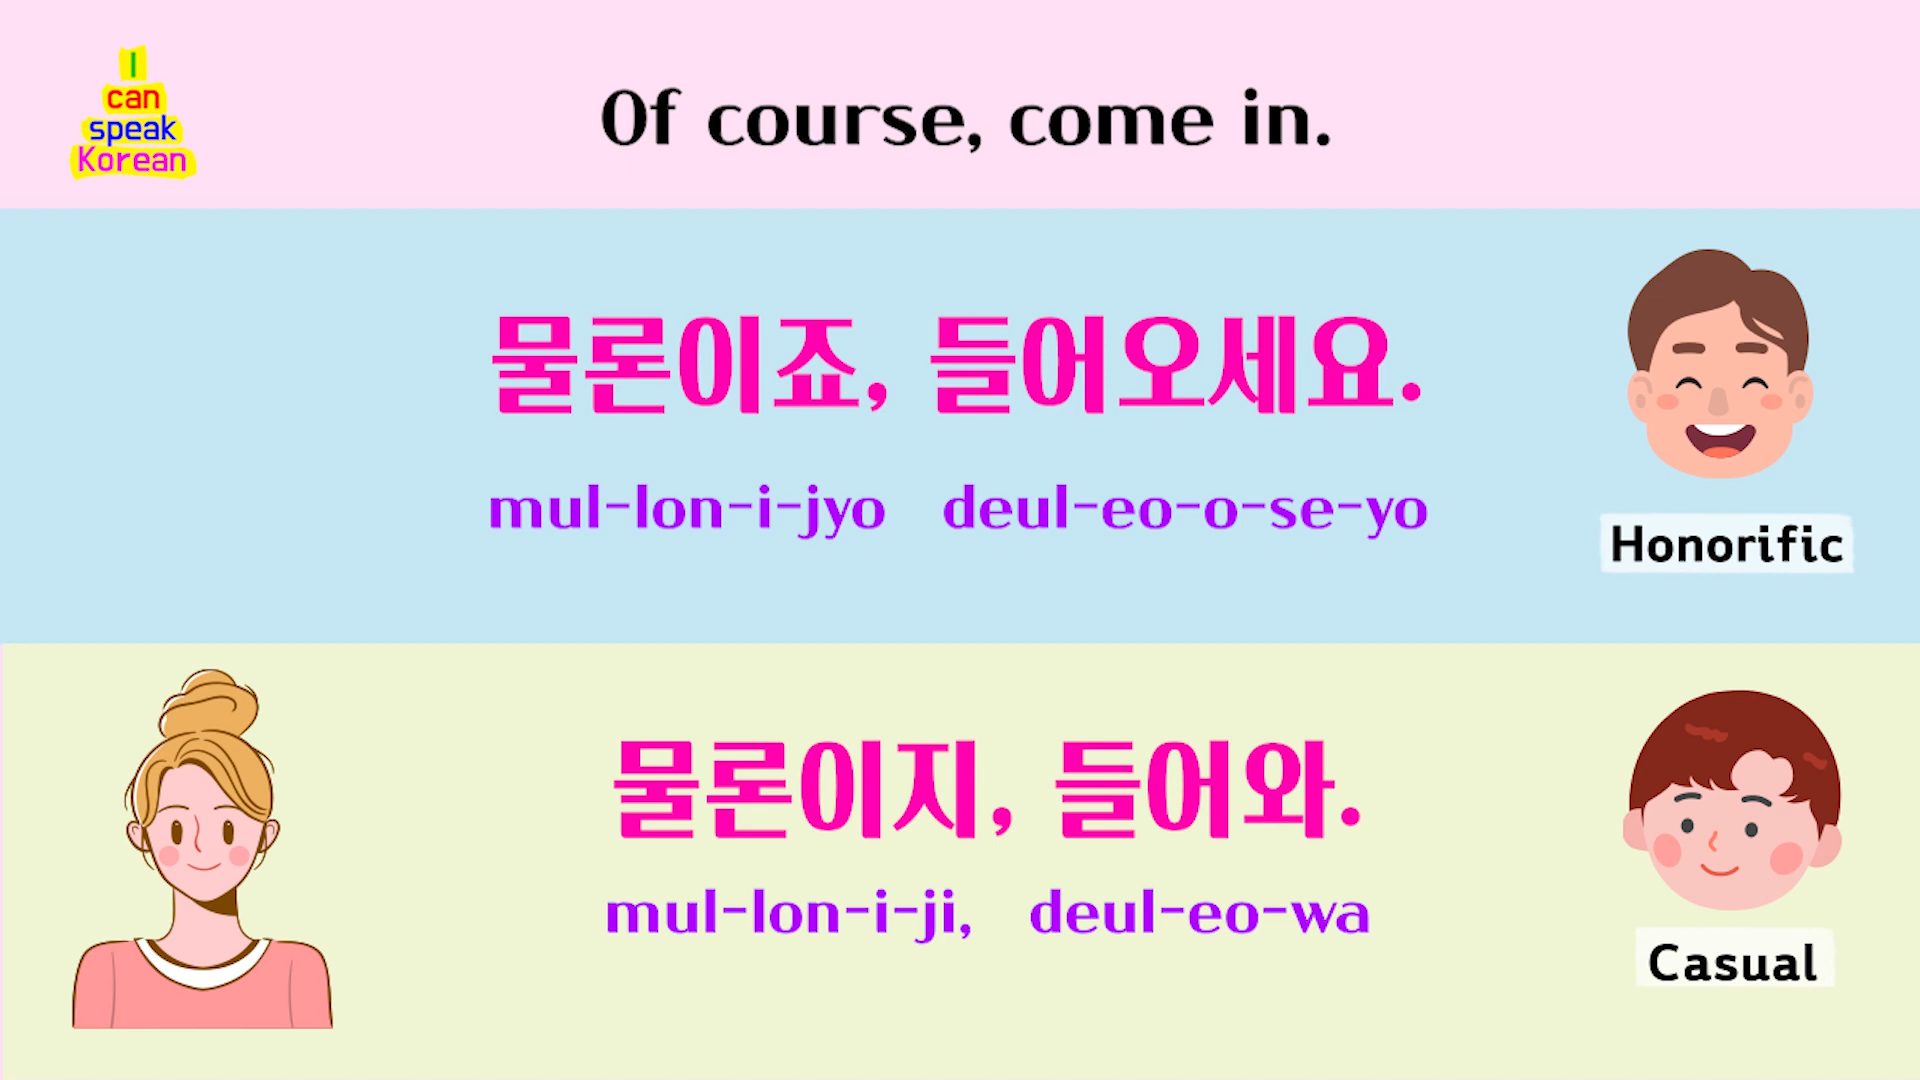 I
can
speak
Korean
Of course, come in.
물론이죠, 들어오세요.
mul-lon-i-jyo deul-eo-o-se-yo
Honorific
물론이지, 들어와.
mul-lon-i-ji, deul-eo-wa
Casual